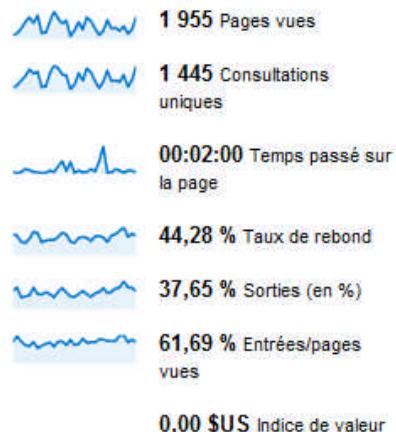 1 955 Pages vues
1 445 Consultations
uniques
00:02:00 Temps passé sur
la page
44,28 % Taux de rebond
37,65 % Sorties (en %)
61,69 % Entrées/pages
vues
0.00 $US Indice de valeur